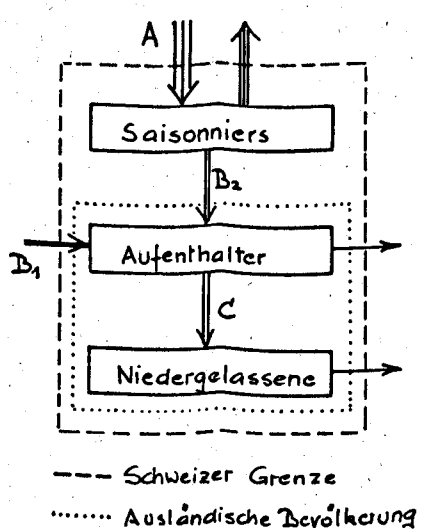 A
Saisonniers
B₂
Aufenthalter
B₁
C
Niedergelassene
Schweizer Grenze
Ausländische Bevölkerung